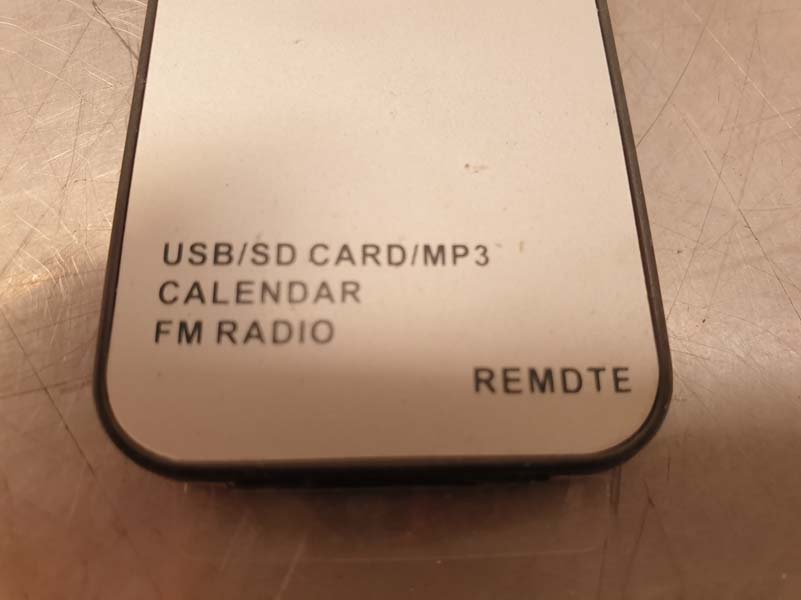 USB/SD CARD/MP3
CALENDAR
FM RADIO
REMDTE